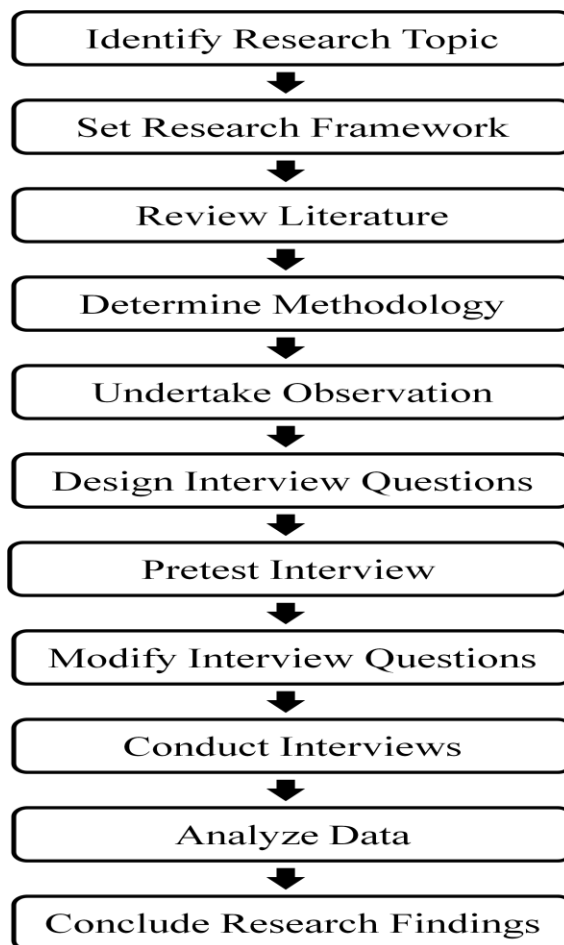 Identify Research Topic
Set Research Framework
Review Literature
Determine Methodology
Undertake Observation
Design Interview Questions
Pretest Interview
Modify Interview Questions
Conduct Interviews
Analyze Data
Conclude Research Findings